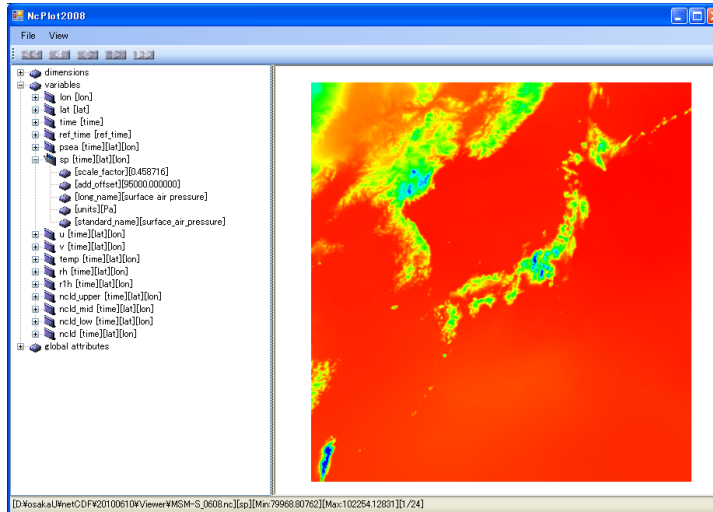 NcPlot2008
File View
dimensions
variables
lon [lon]
lat [lat]
time [time]
ref_time [ref_time]
psea [time][lat][lon]
sp [time][lat][lon]
[scale_factor][0.458716]
[add_offset][95000.000000]
[long_name][surface air pressure]
[units][Pa]
[standard_name][surface_air_pressure]
u [time][lat][lon]
v [time][lat][lon]
temp [time][lat][lon]
rh [time][lat][lon]
r1h [time][lat][lon]
ncld_upper [time][lat][lon]
ncld_mid [time][lat][lon]
ncld_low [time][lat][lon]
ncld [time][lat][lon]
global attributes
[D:¥osakaU¥netCDF¥20100610¥Viewer¥MSM-S_0608.nc][sp][Min:79968.80762][Max:102254.12831][1/24]